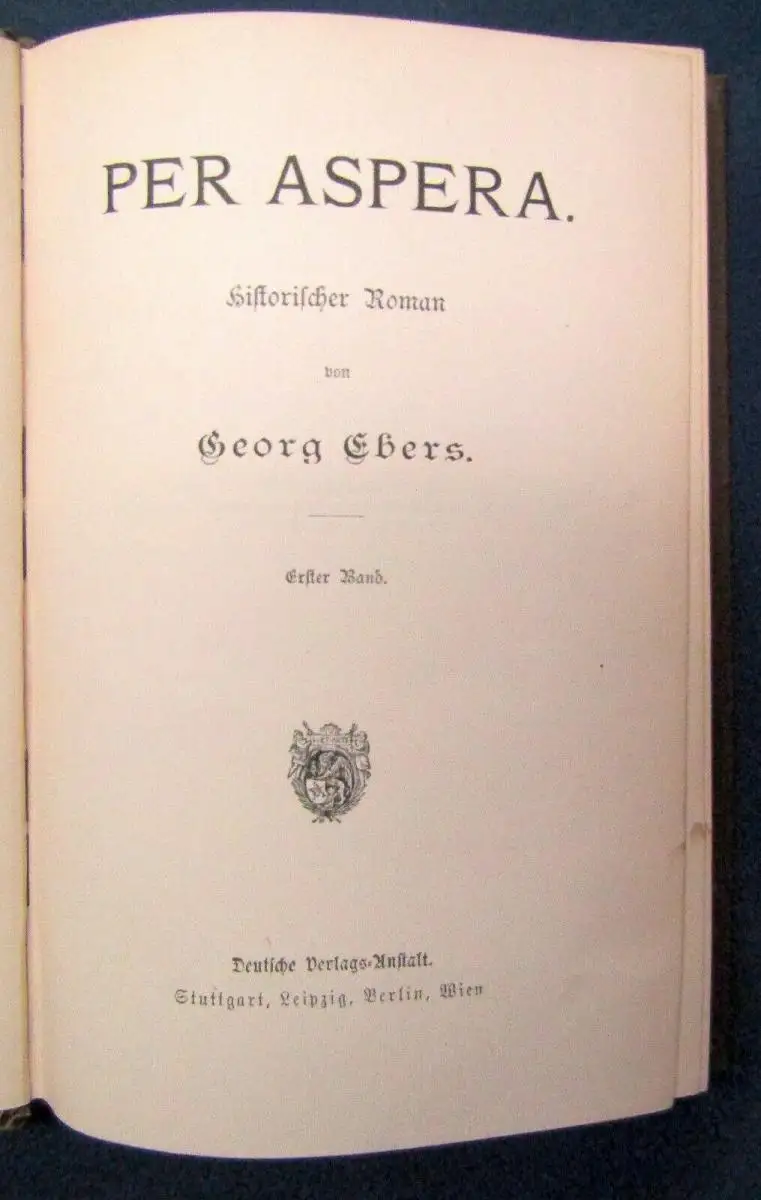 PER ASPERA.
Historischer Roman
von
Georg Ebers.
Erster Band.
Deutsche Verlags-Anstalt.
Stuttgart, Leipzig, Berlin, Wien